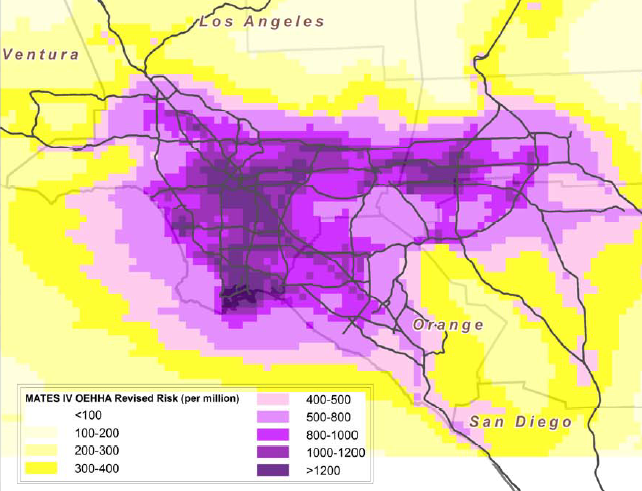 Los Angeles
Ventura
Orange
San Diego
MATES IV OEHHA Revised Risk (per million)
<100
100-200
200-300
300-400
400-500
500-800
800-1000
1000-1200
>1200